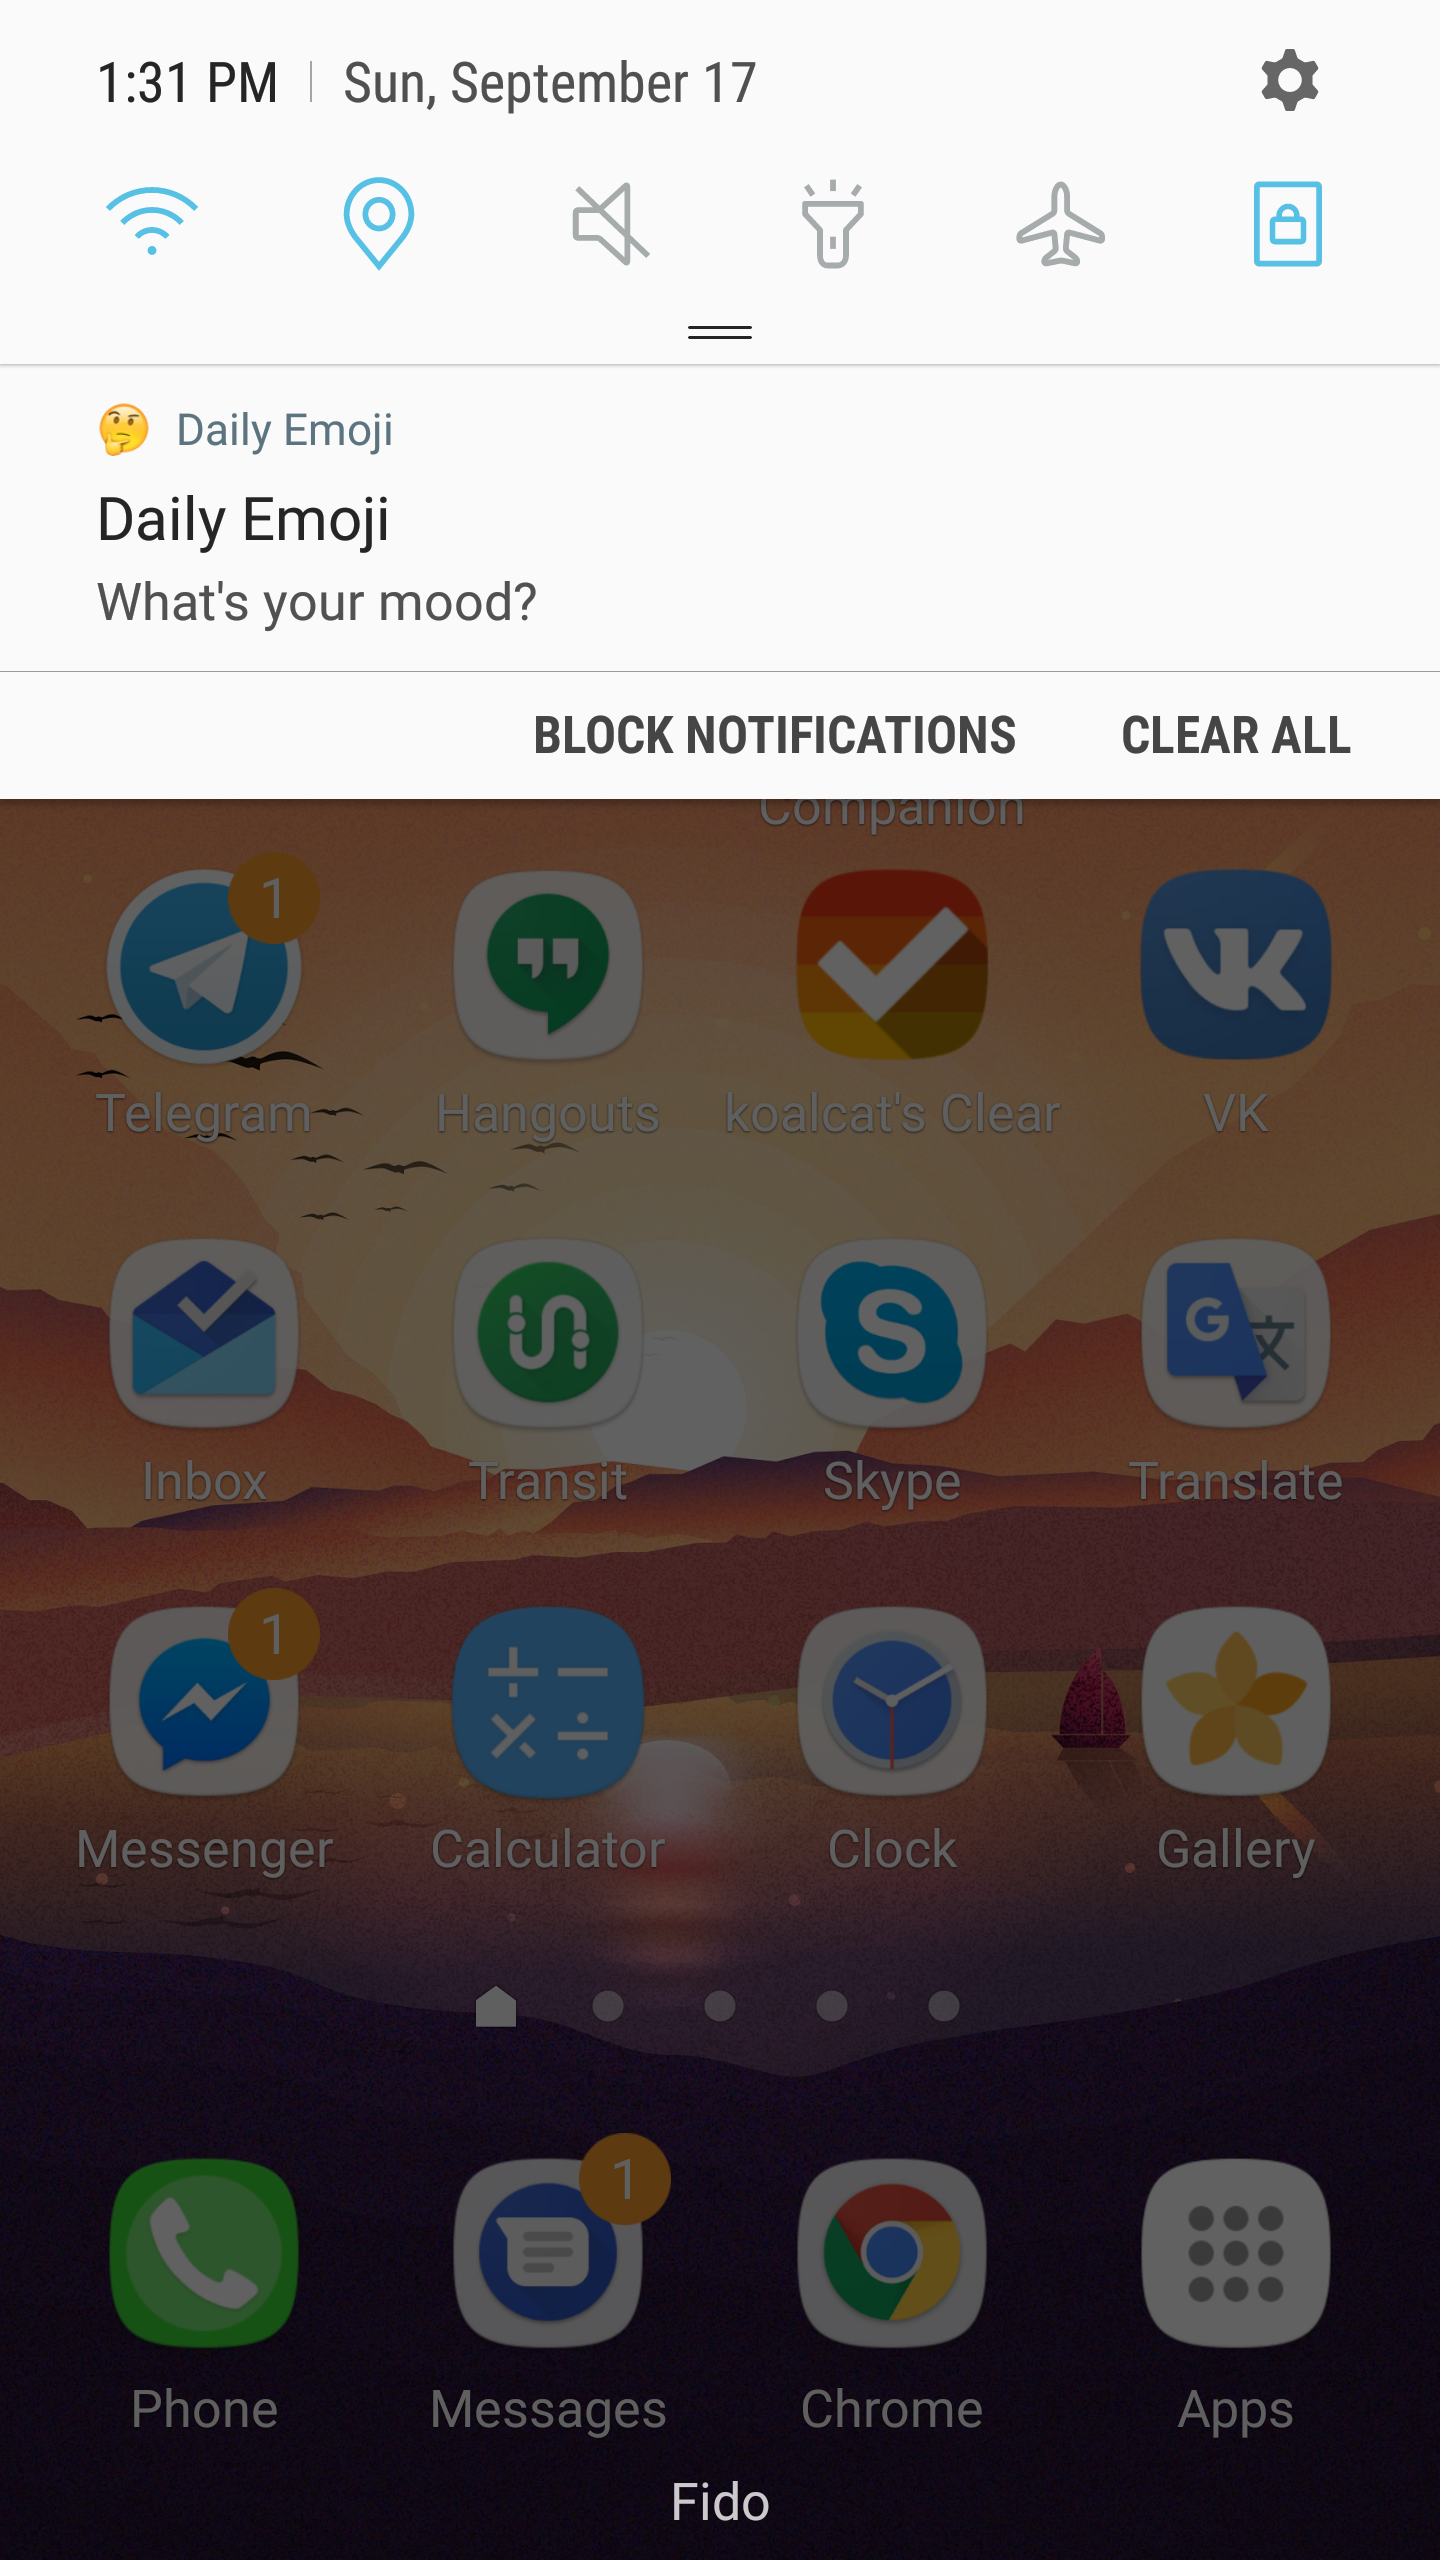 1:31 PM | Sun, September 17
Daily Emoji
Daily Emoji
What's your mood?
BLOCK NOTIFICATIONS CLEAR ALL
Companion
1
Telegram Hangouts koalcat's Clear VK
Inbox Transit Skype Translate
1
Messenger Calculator Clock Gallery
1
Phone Messages Chrome Apps
Fido